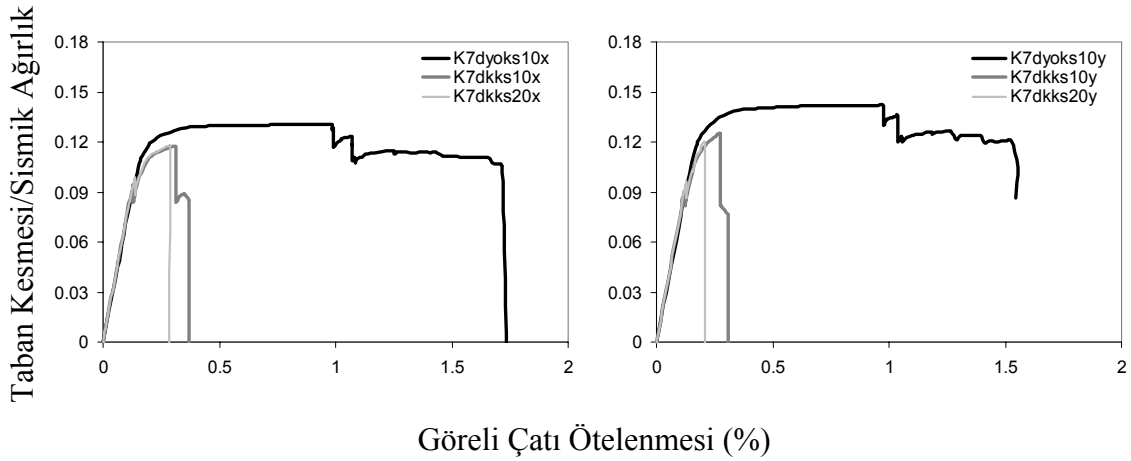 Taban Kesmesi/Sismik Ağırlık
0.18
0.15
0.12
0.09
0.06
0.03
0
0 0.5 1 1.5 2
K7dyoks10x
K7dkks10x
K7dkks20x
0.18
0.15
0.12
0.09
0.06
0.03
0
0 0.5 1 1.5 2
K7dyoks10y
K7dkks10y
K7dkks20y
Göreli Çatı Ötelenmesi (%)